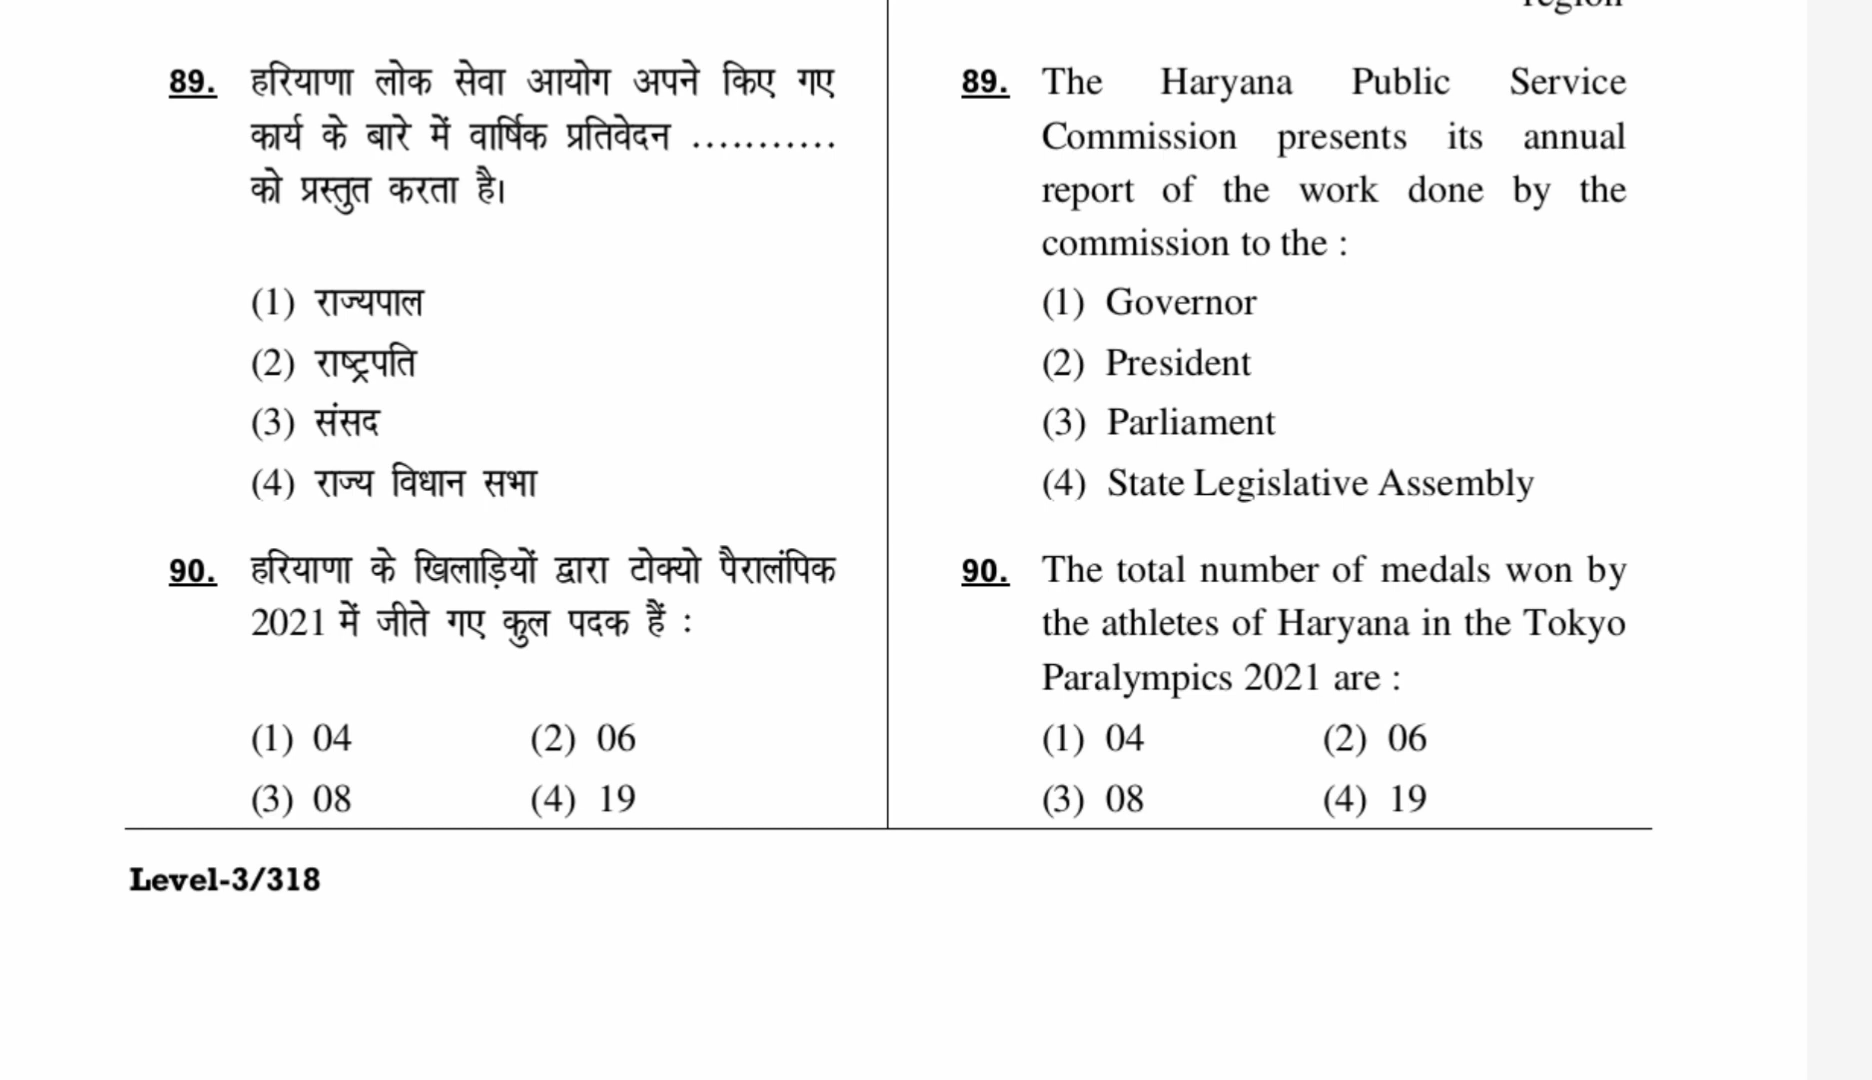 89. हरियाणा लोक सेवा आयोग अपने किए गए
कार्य के बारे में वार्षिक प्रतिवेदन ...........
को प्रस्तुत करता है।
(1) राज्यपाल
(2) राष्ट्रपति
(3) संसद
(4) राज्य विधान सभा
90. हरियाणा के खिलाड़ियों द्वारा टोक्यो पैरालंपिक
2021 में जीते गए कुल पदक हैं :
(1) 04 (2) 06
(3) 08 (4) 19
region
89. The Haryana Public Service
Commission presents its annual
report of the work done by the
commission to the :
(1) Governor
(2) President
(3) Parliament
(4) State Legislative Assembly
90. The total number of medals won by
the athletes of Haryana in the Tokyo
Paralympics 2021 are :
(1) 04 (2) 06
(3) 08 (4) 19
Level-3/318